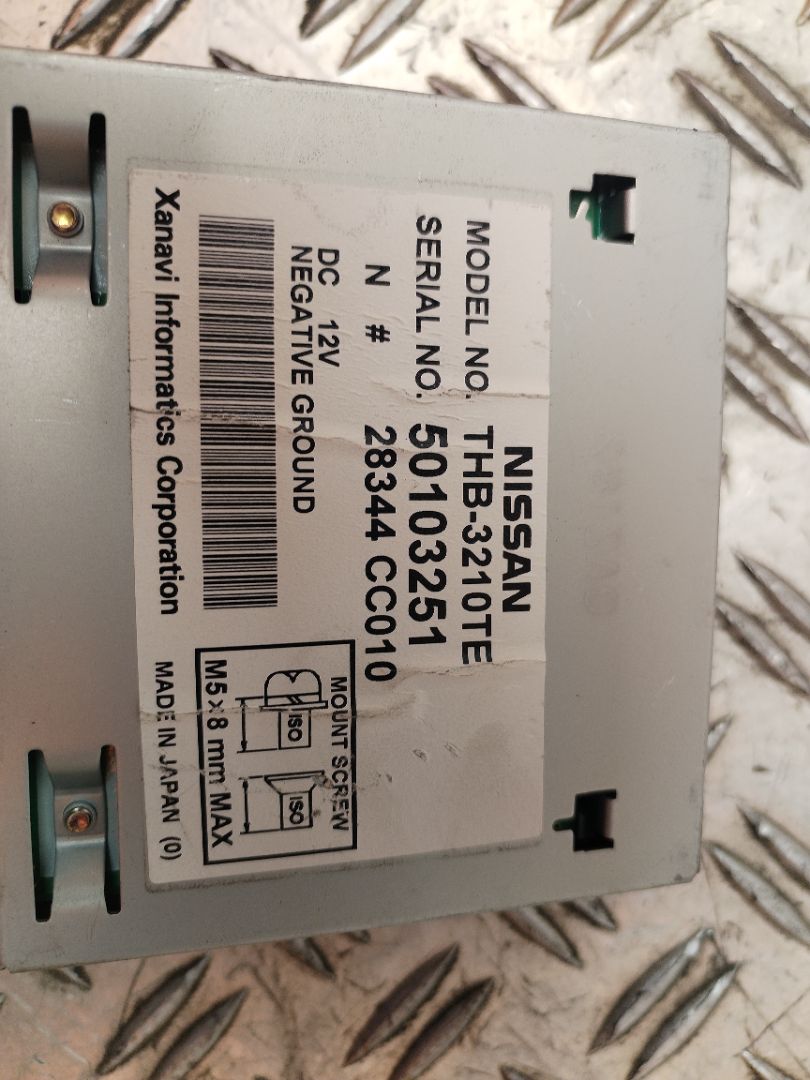 NISSAN
MODEL NO. THB-3210TE
SERIAL NO. 50103251
N # 28344 CC010
DC 12V
NEGATIVE GROUND
MOUNT SCREW
ISO ISO
M5×8 mm MAX
Xanavi Informatics Corporation MADE IN JAPAN (0)